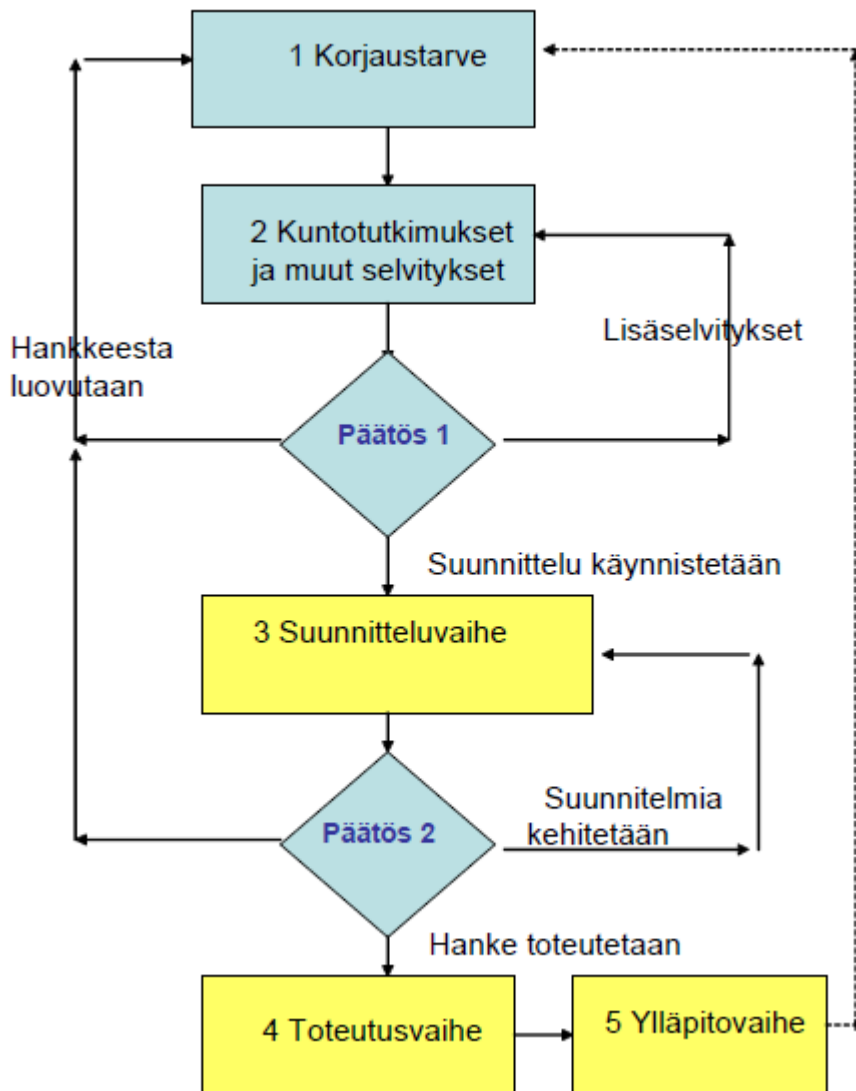 1 Korjaustarve
2 Kuntotutkimukset
ja muut selvitykset
Hankkeesta
luovutaan
Lisäselvitykset
Päätös 1
Suunnittelu käynnistetään
3 Suunnitteluvaihe
Suunnitelmia
kehitetään
Päätös 2
Hanke toteutetaan
4 Toteutusvaihe
5 Ylläpitovaihe